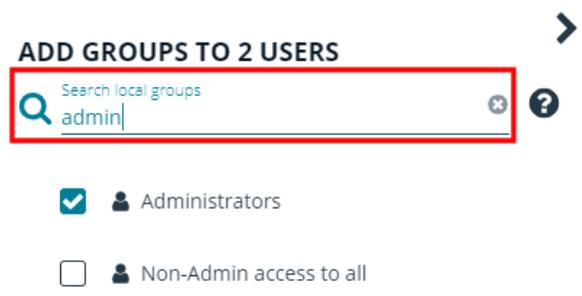 ADD GROUPS TO 2 USERS
Search local groups
admin
Administrators
Non-Admin access to all